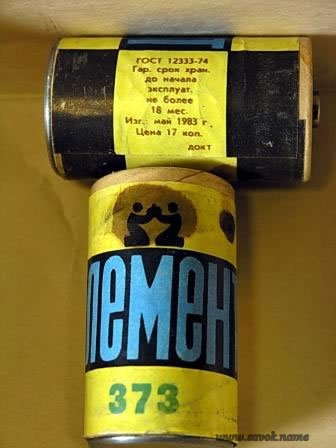 ГОСТ 12333-74
Гар. срок хран.
до начала
эксплуат.
не более
18 мес.
Изг.: май 1983 г.
Цена 17 коп.
ДОКТ
ЛЕМЕНТ
373
www.savok.name